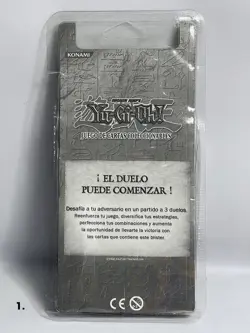 KONAMI
Yu-Gi-Oh!
JUEGO DE CARTAS COLECCIONABLES
¡ EL DUELO
PUEDE COMENZAR !
Desafía a tu adversario en un partido a 3 duelos.
Reenfuerza tu juego, diversifica tus estrategias,
perfecciona tus combinaciones y aumenta
la oportunidad de llevarte la victoria con
las cartas que contiene este blister.
CE
1.